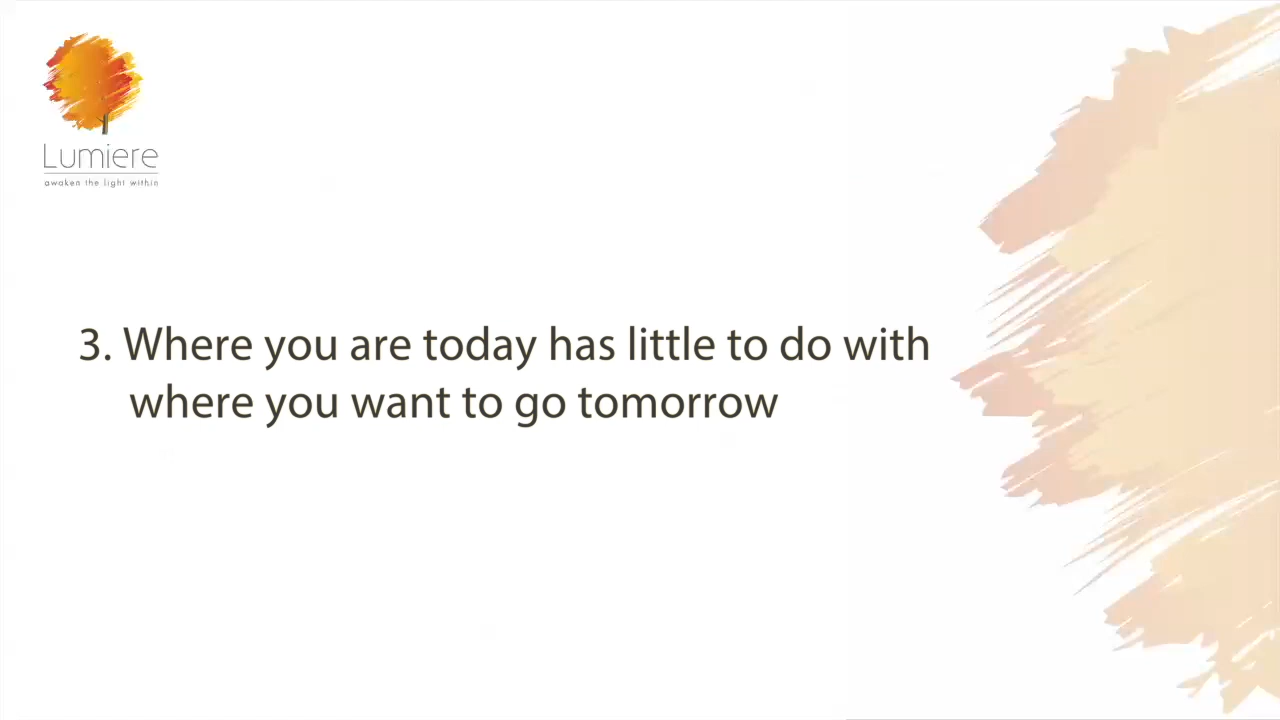 Lumiere
awaken the light within
3. Where you are today has little to do with
where you want to go tomorrow